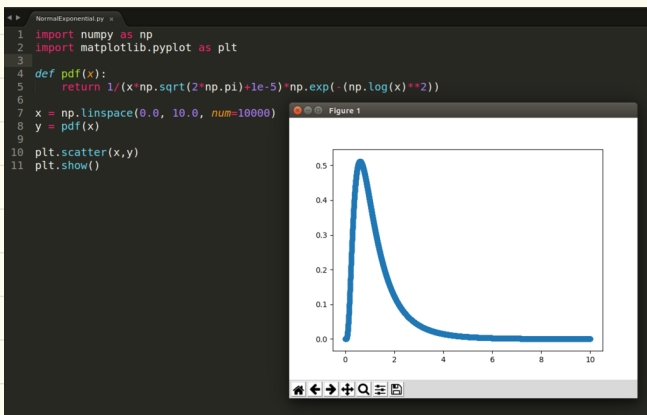 NormalExponential.py ×
1 import numpy as np
2 import matplotlib.pyplot as plt
3
4 def pdf(x):
5     return 1/(x*np.sqrt(2*np.pi)+1e-5)*np.exp(-(np.log(x)**2))
6
7 x = np.linspace(0.0, 10.0, num=10000)
8 y = pdf(x)
9
10 plt.scatter(x,y)
11 plt.show()
Figure 1
0.5
0.4
0.3
0.2
0.1
0.0
0 2 4 6 8 10